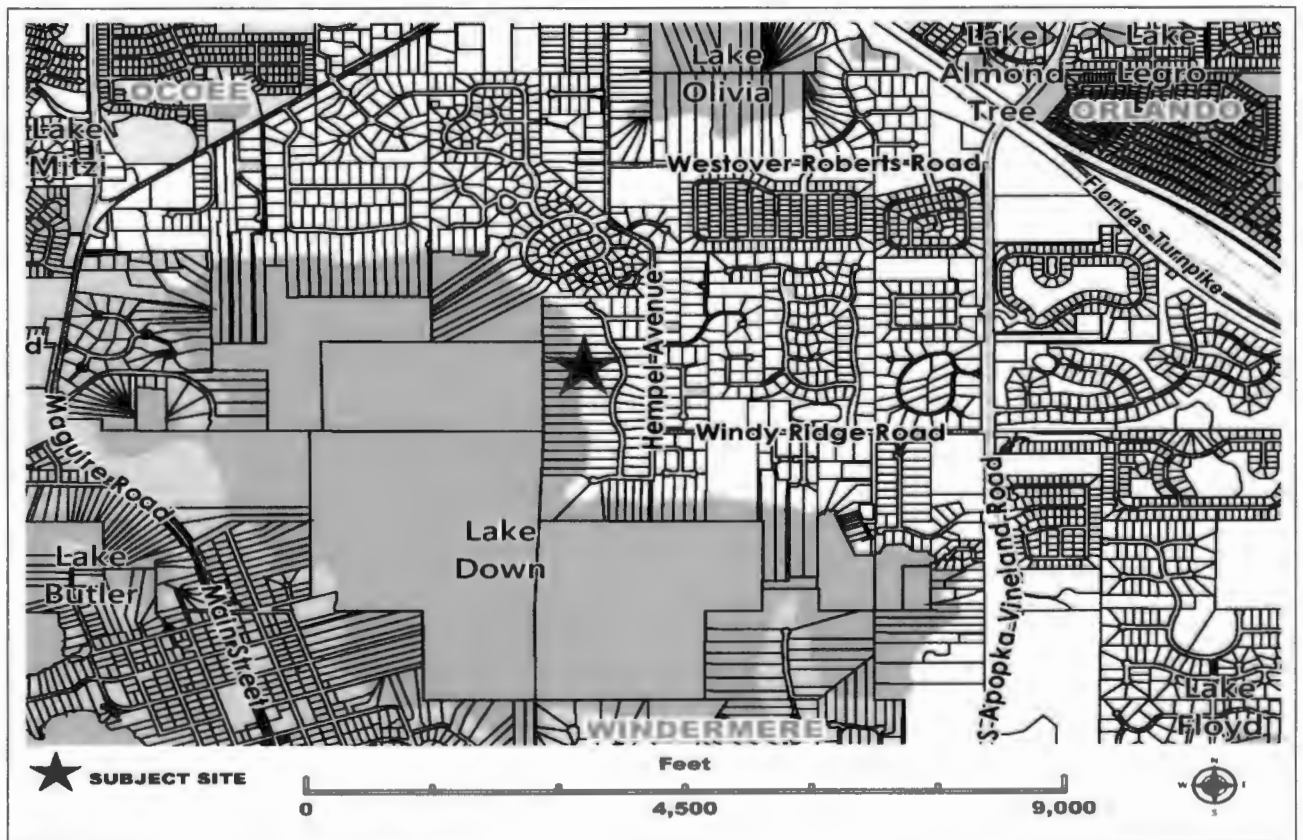 Lake
Olivia
Lake
Almond
Tree
Lake
Legro
OCOEE
ORLANDO
Lake
Mitzi
Westover-Roberts Road
Floridas-Turnpike
Hempel-Avenue
Windy-Ridge-Road
Maguire-Road
Lake
Down
Lake
Butler
Main-Street
S-Apopka-Vineland-Road
Lake
Floyd
WINDERMERE
SUBJECT SITE
Feet
0
4,500
9,000
N
W
S